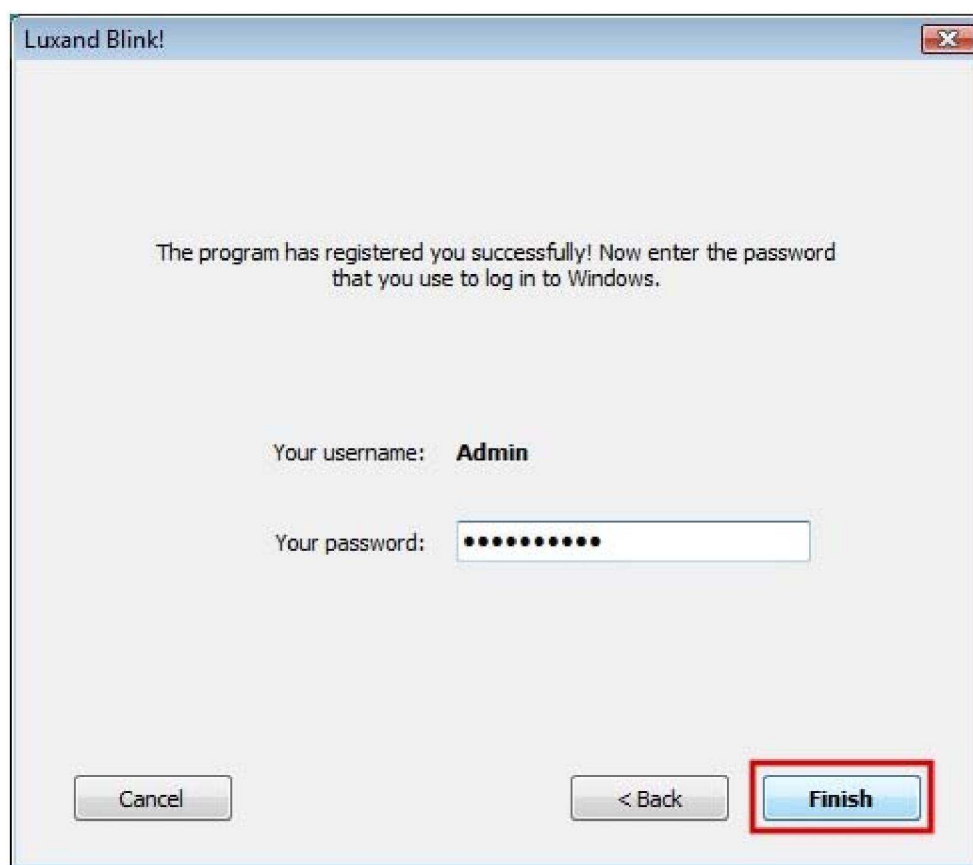 Luxand Blink!
The program has registered you successfully! Now enter the password
that you use to log in to Windows.
Your username: Admin
Your password: ••••••••••
Cancel
< Back
Finish